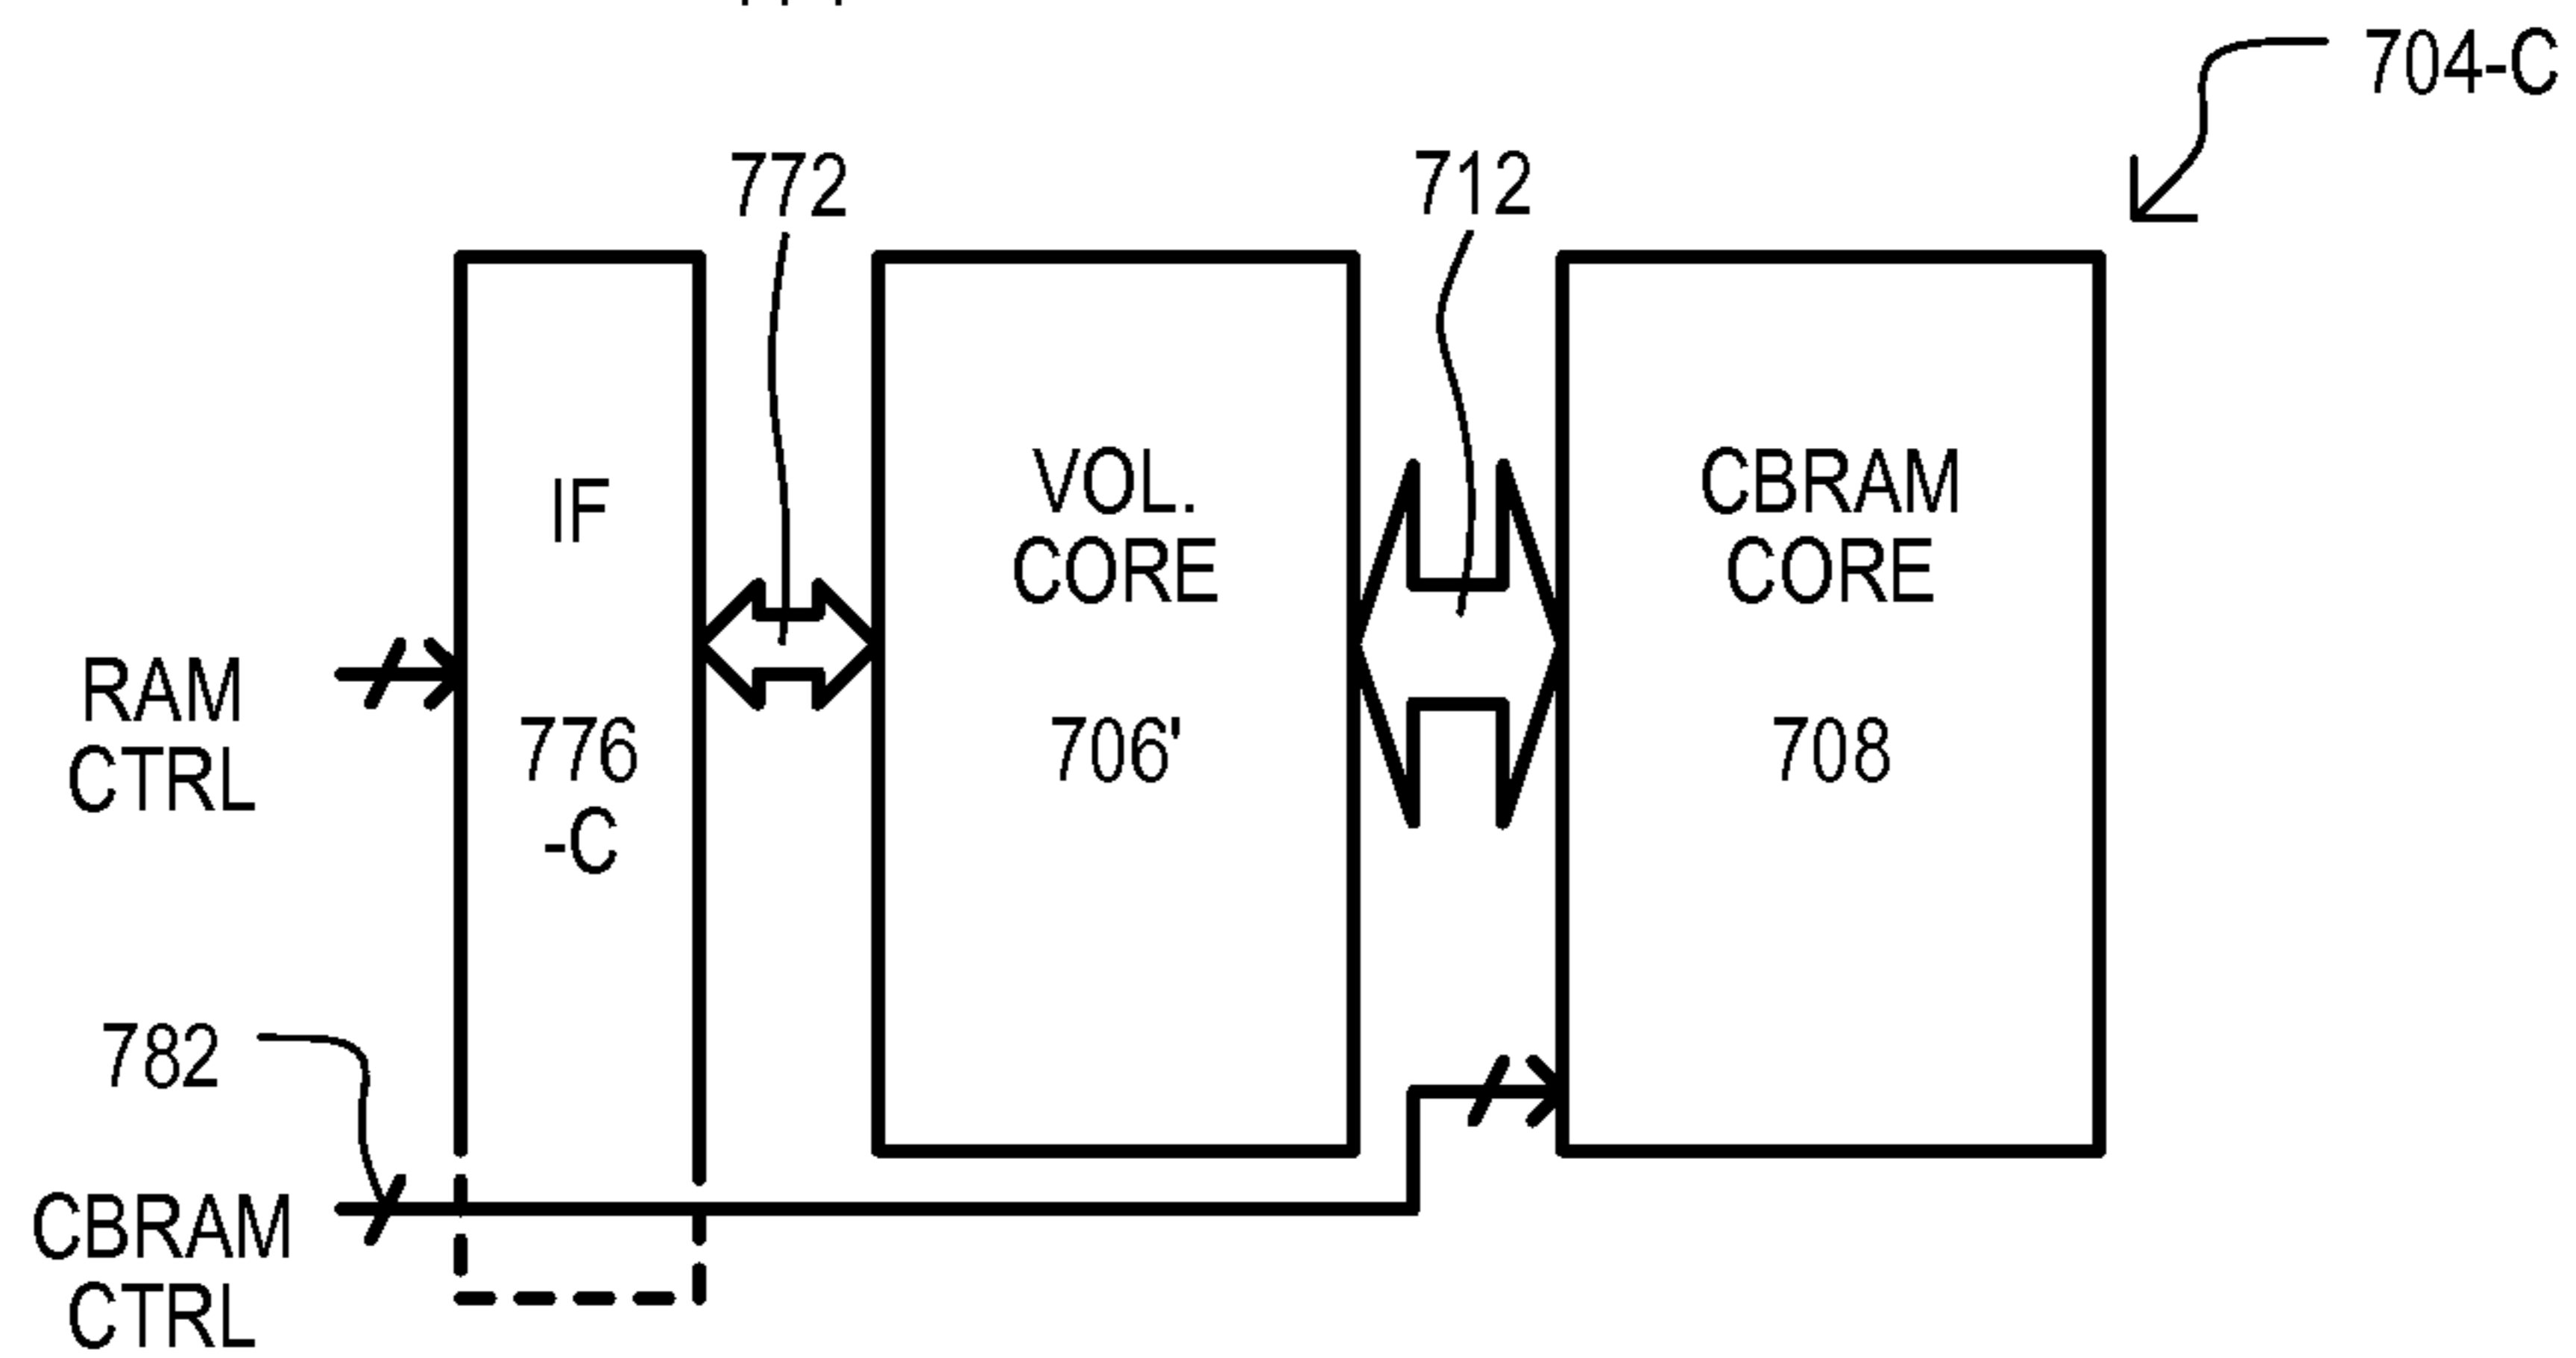 704-C
772
712
IF
776
-C
VOL.
CORE
706'
CBRAM
CORE
708
RAM
CTRL
782
CBRAM
CTRL